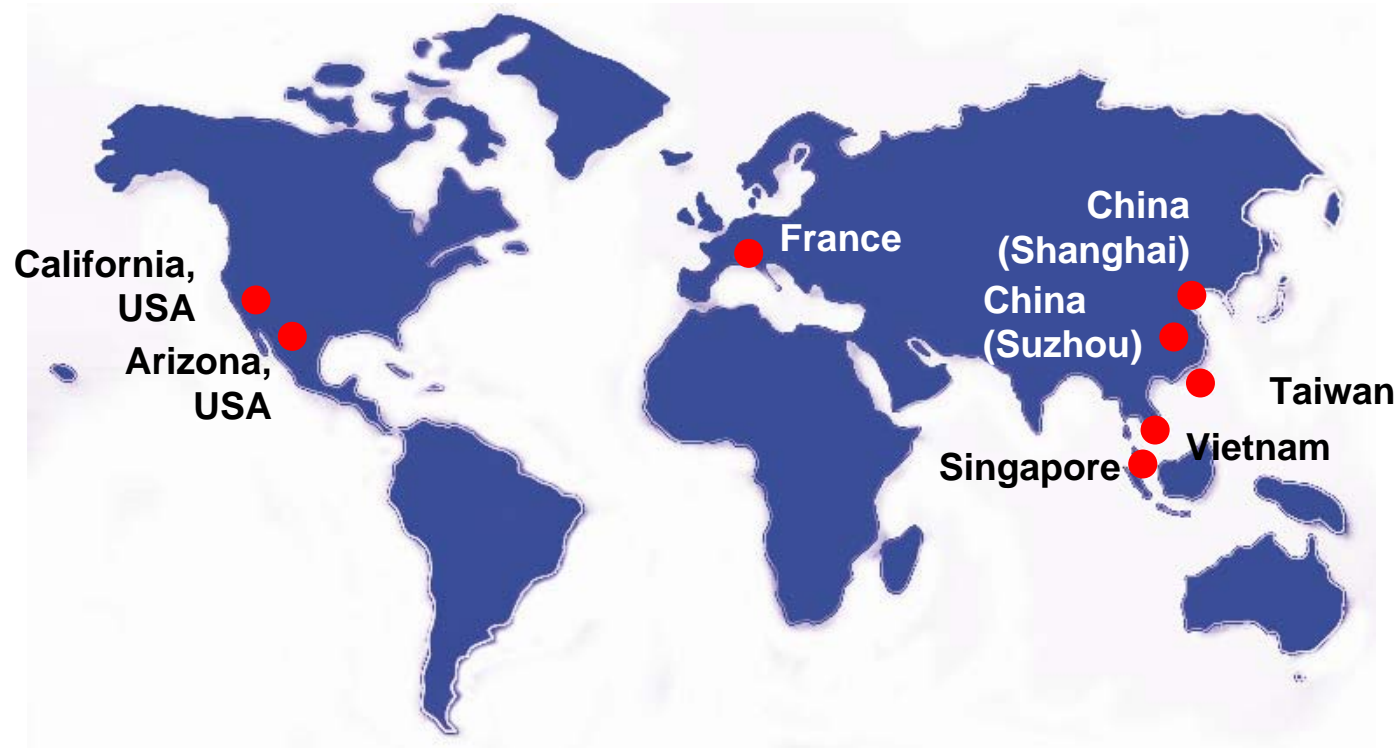 California,
USA
Arizona,
USA
France
China
(Shanghai)
China
(Suzhou)
Taiwan
Vietnam
Singapore